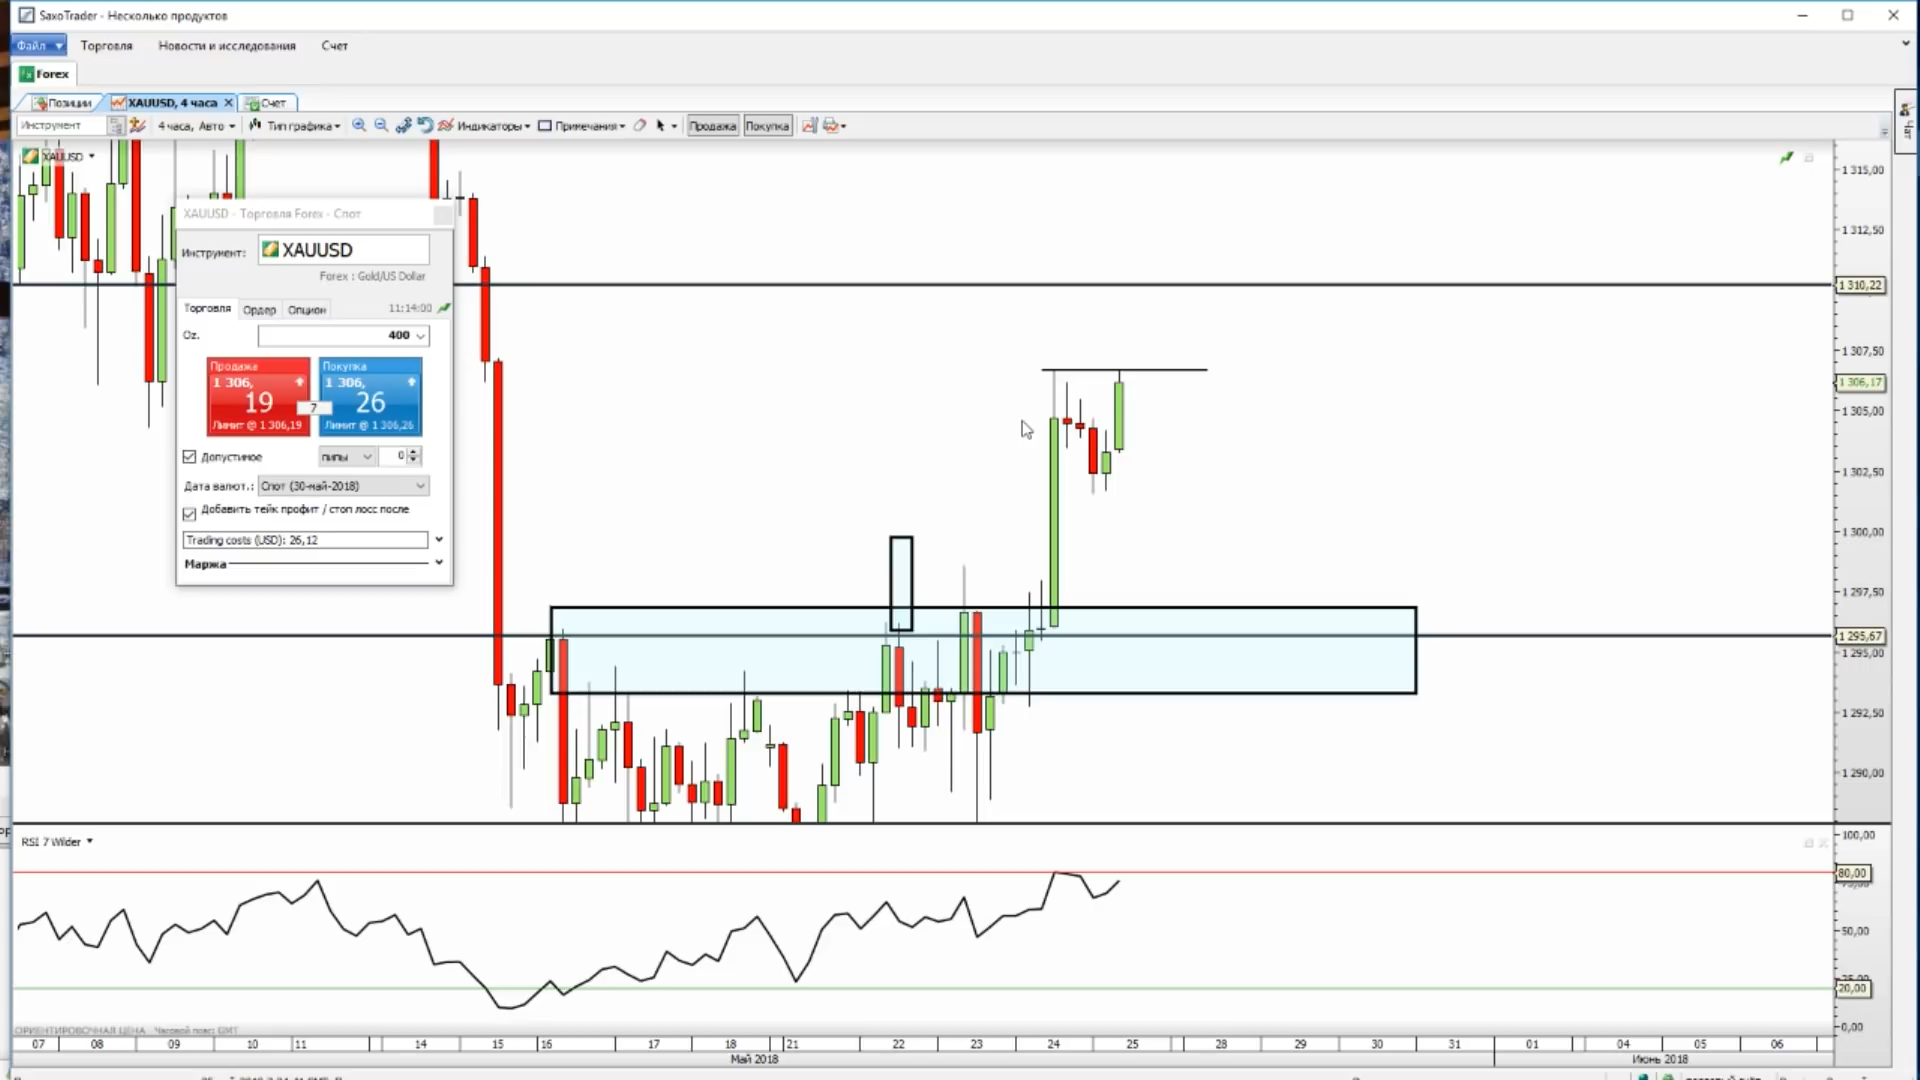 SaxoTrader - Несколько продуктов
Файл Торговля Новости и исследования Счет
Forex
Позиции XAUUSD, 4 часа Счет
Инструмент 4 часа, Авто Тип графика Индикаторы Примечания Продажа Покупка
Чат
XAUUSD
XAUUSD - Торговля Forex - Спот
Инструмент: XAUUSD
Forex : Gold/US Dollar
Торговля Ордер Опцион 11:14:00
Oz. 400
Продажа Покупка
1 306, 1 306,
19 7 26
Лимит @ 1 306,19 Лимит @ 1 306,26
Допустимое пипы 0
Дата валют.: Спот (30-май-2018)
Добавить тейк профит / стоп лосс после
Trading costs (USD): 26,12
Маржа
1 315,00
1 312,50
1 310,22
1 307,50
1 306,17
1 305,00
1 302,50
1 300,00
1 297,50
1 295,67
1 295,00
1 292,50
1 290,00
RSI 7 Wilder
100,00
80,00
50,00
20,00
0,00
ОРИЕНТИРОВОЧНАЯ ЦЕНА Часовой пояс: GMT
07 08 09 10 11 14 15 16 17 18 21 22 23 24 25 28 29 30 31 01 04 05 06
Май 2018 Июнь 2018